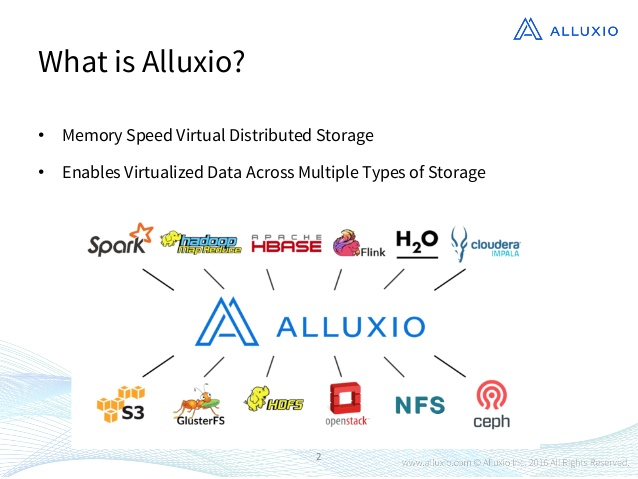 ALLUXIO
What is Alluxio?
• Memory Speed Virtual Distributed Storage
• Enables Virtualized Data Across Multiple Types of Storage
Spark hadoop Map Reduce APACHE HBASE Flink H2O cloudera IMPALA
ALLUXIO
S3 GlusterFS HDFS openstack NFS ceph
2
www.alluxio.com © Alluxio Inc. 2016 All Rights Reserved.